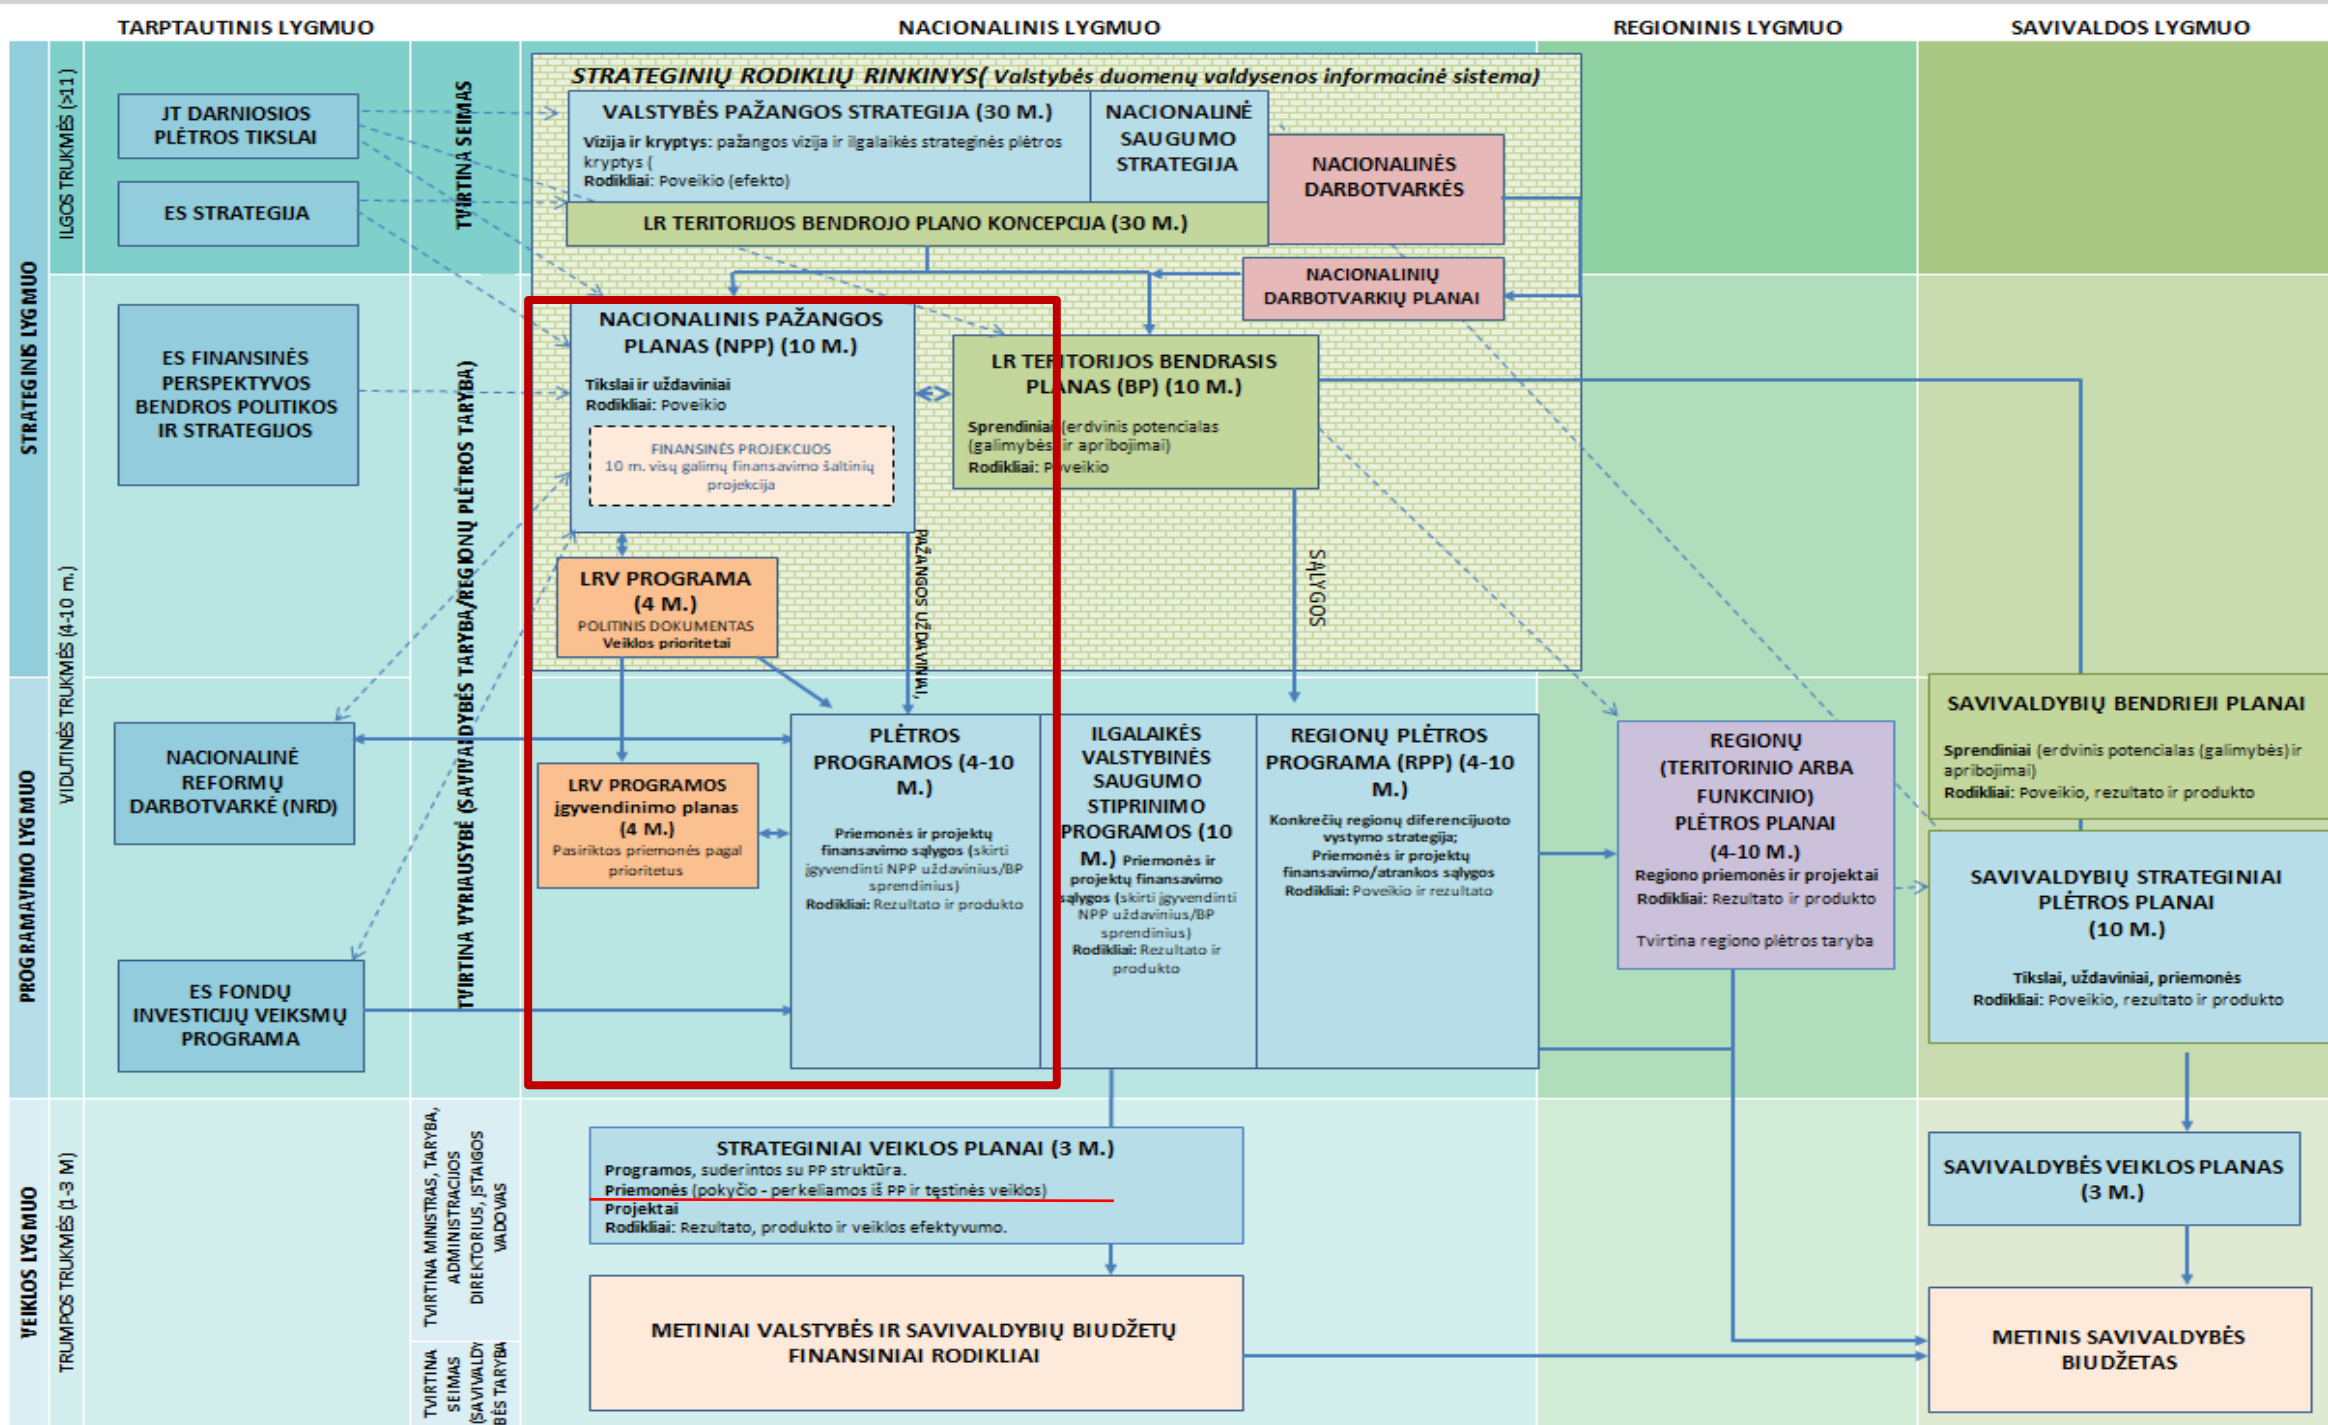 TARPTAUTINIS LYGMUO
NACIONALINIS LYGMUO
REGIONINIS LYGMUO
SAVIVALDOS LYGMUO
STRATEGINIS LYGMUO
PROGRAMAVIMO LYGMUO
VEIKLOS LYGMUO
ILGOS TRUKMĖS (>11)
VIDUTINĖS TRUKMĖS (4-10 m.)
TRUMPOS TRUKMĖS (1-3 M)
TVIRTINA SEIMAS
TVIRTINA VYRIAUSYBĖ (SAVIVALDYBĖS TARYBA/REGIONŲ PLĖTROS TARYBA)
TVIRTINA MINISTRAS, TARYBA,
ADMINISTRACIJOS
DIREKTORIUS, ĮSTAIGOS
VADOVAS
TVIRTINA
SEIMAS
(SAVIVALDY
BĖS TARYBA
JT DARNIOSIOS
PLĖTROS TIKSLAI
ES STRATEGIJA
ES FINANSINĖS
PERSPEKTYVOS
BENDROS POLITIKOS
IR STRATEGIJOS
NACIONALINĖ
REFORMŲ
DARBOTVARKĖ (NRD)
ES FONDŲ
INVESTICIJŲ VEIKSMŲ
PROGRAMA
STRATEGINIŲ RODIKLIŲ RINKINYS( Valstybės duomenų valdysenos informacinė sistema)
VALSTYBĖS PAŽANGOS STRATEGIJA (30 M.)
Vizija ir kryptys: pažangos vizija ir ilgalaikės strateginės plėtros
kryptys (
Rodikliai: Poveikio (efekto)
NACIONALINĖ
SAUGUMO
STRATEGIJA
NACIONALINĖS
DARBOTVARKĖS
LR TERITORIJOS BENDROJO PLANO KONCEPCIJA (30 M.)
NACIONALINIŲ
DARBOTVARKIŲ PLANAI
NACIONALINIS PAŽANGOS
PLANAS (NPP) (10 M.)
Tikslai ir uždaviniai
Rodikliai: Poveikio
FINANSINĖS PROJEKCIJOS
10 m. visų galimų finansavimo šaltinių
projekcija
LR TERITORIJOS BENDRASIS
PLANAS (BP) (10 M.)
Sprendiniai (erdvinis potencialas
(galimybės) ir apribojimai)
Rodikliai: Poveikio
PAŽANGOS UŽDAVINIAI,
SĄLYGOS
LRV PROGRAMA
(4 M.)
POLITINIS DOKUMENTAS
Veiklos prioritetai
LRV PROGRAMOS
įgyvendinimo planas
(4 M.)
Pasiriktos priemonės pagal
prioritetus
PLĖTROS
PROGRAMOS (4-10
M.)
Priemonės ir projektų
finansavimo sąlygos (skirti
įgyvendinti NPP uždavinius/BP
sprendinius)
Rodikliai: Rezultato ir produkto
ILGALAIKĖS
VALSTYBINĖS
SAUGUMO
STIPRINIMO
PROGRAMOS (10
M.) Priemonės ir
projektų finansavimo
sąlygos (skirti įgyvendinti
NPP uždavinius/BP
sprendinius)
Rodikliai: Rezultato ir
produkto
REGIONŲ PLĖTROS
PROGRAMA (RPP) (4-10
M.)
Konkrečių regionų diferencijuoto
vystymo strategija;
Priemonės ir projektų
finansavimo/atrankos sąlygos
Rodikliai: Poveikio ir rezultato
REGIONŲ
(TERITORINIO ARBA
FUNKCINIO)
PLĖTROS PLANAI
(4-10 M.)
Regiono priemonės ir projektai
Rodikliai: Rezultato ir produkto
Tvirtina regiono plėtros taryba
SAVIVALDYBIŲ BENDRIEJI PLANAI
Sprendiniai (erdvinis potencialas (galimybės) ir
apribojimai)
Rodikliai: Poveikio, rezultato ir produkto
SAVIVALDYBIŲ STRATEGINIAI
PLĖTROS PLANAI
(10 M.)
Tikslai, uždaviniai, priemonės
Rodikliai: Poveikio, rezultato ir produkto
STRATEGINIAI VEIKLOS PLANAI (3 M.)
Programos, suderintos su PP struktūra.
Priemonės (pokyčio - perkeliamos iš PP ir tęstinės veiklos)
Projektai
Rodikliai: Rezultato, produkto ir veiklos efektyvumo.
SAVIVALDYBĖS VEIKLOS PLANAS
(3 M.)
METINIAI VALSTYBĖS IR SAVIVALDYBIŲ BIUDŽETŲ
FINANSINIAI RODIKLIAI
METINIS SAVIVALDYBĖS
BIUDŽETAS